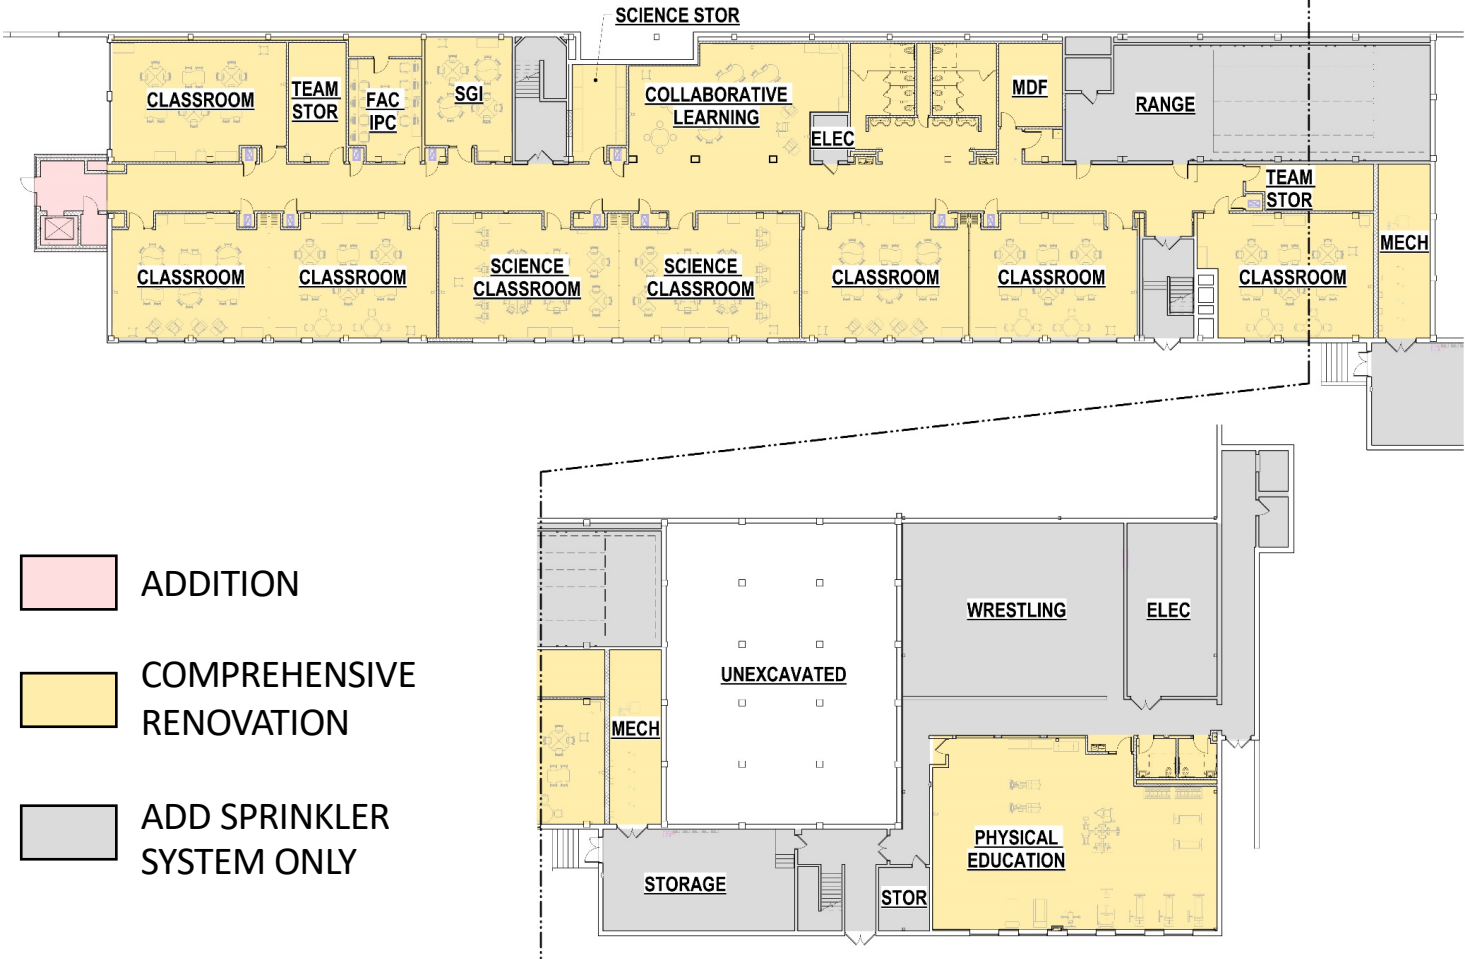 SCIENCE STOR
CLASSROOM
TEAM
STOR
FAC
IPC
SGI
COLLABORATIVE
LEARNING
ELEC
MDF
RANGE
TEAM
STOR
MECH
CLASSROOM
CLASSROOM
SCIENCE
CLASSROOM
SCIENCE
CLASSROOM
CLASSROOM
CLASSROOM
CLASSROOM
ADDITION
COMPREHENSIVE
RENOVATION
ADD SPRINKLER
SYSTEM ONLY
UNEXCAVATED
WRESTLING
ELEC
MECH
PHYSICAL
EDUCATION
STORAGE
STOR